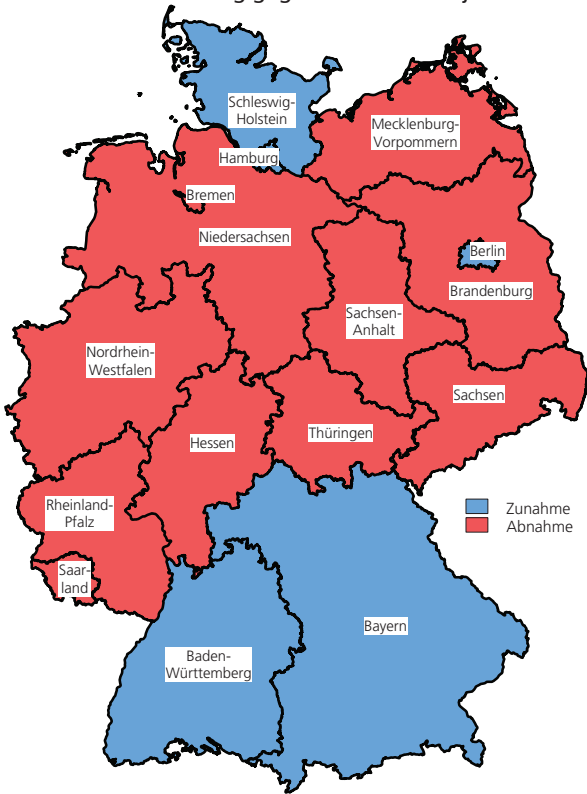 Schleswig-
Holstein
Mecklenburg-
Vorpommern
Hamburg
Bremen
Niedersachsen
Berlin
Brandenburg
Sachsen-
Anhalt
Nordrhein-
Westfalen
Sachsen
Hessen
Thüringen
Rheinland-
Pfalz
Zunahme
Abnahme
Saar-
land
Bayern
Baden-
Württemberg